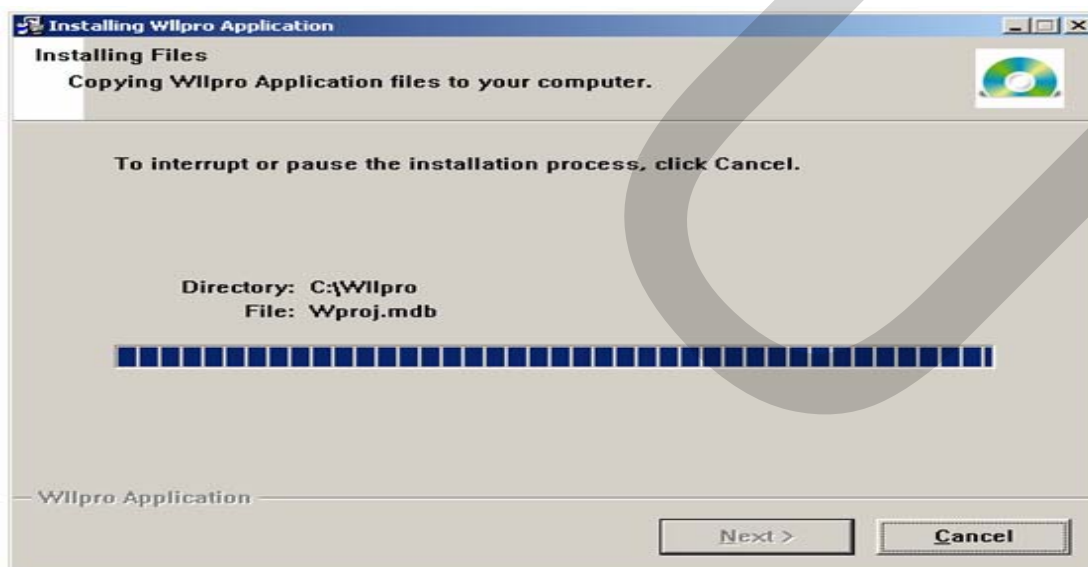 Installing Wllpro Application
Installing Files
Copying Wllpro Application files to your computer.
To interrupt or pause the installation process, click Cancel.
Directory: C:\Wllpro
File: Wproj.mdb
Wllpro Application
Next >
Cancel